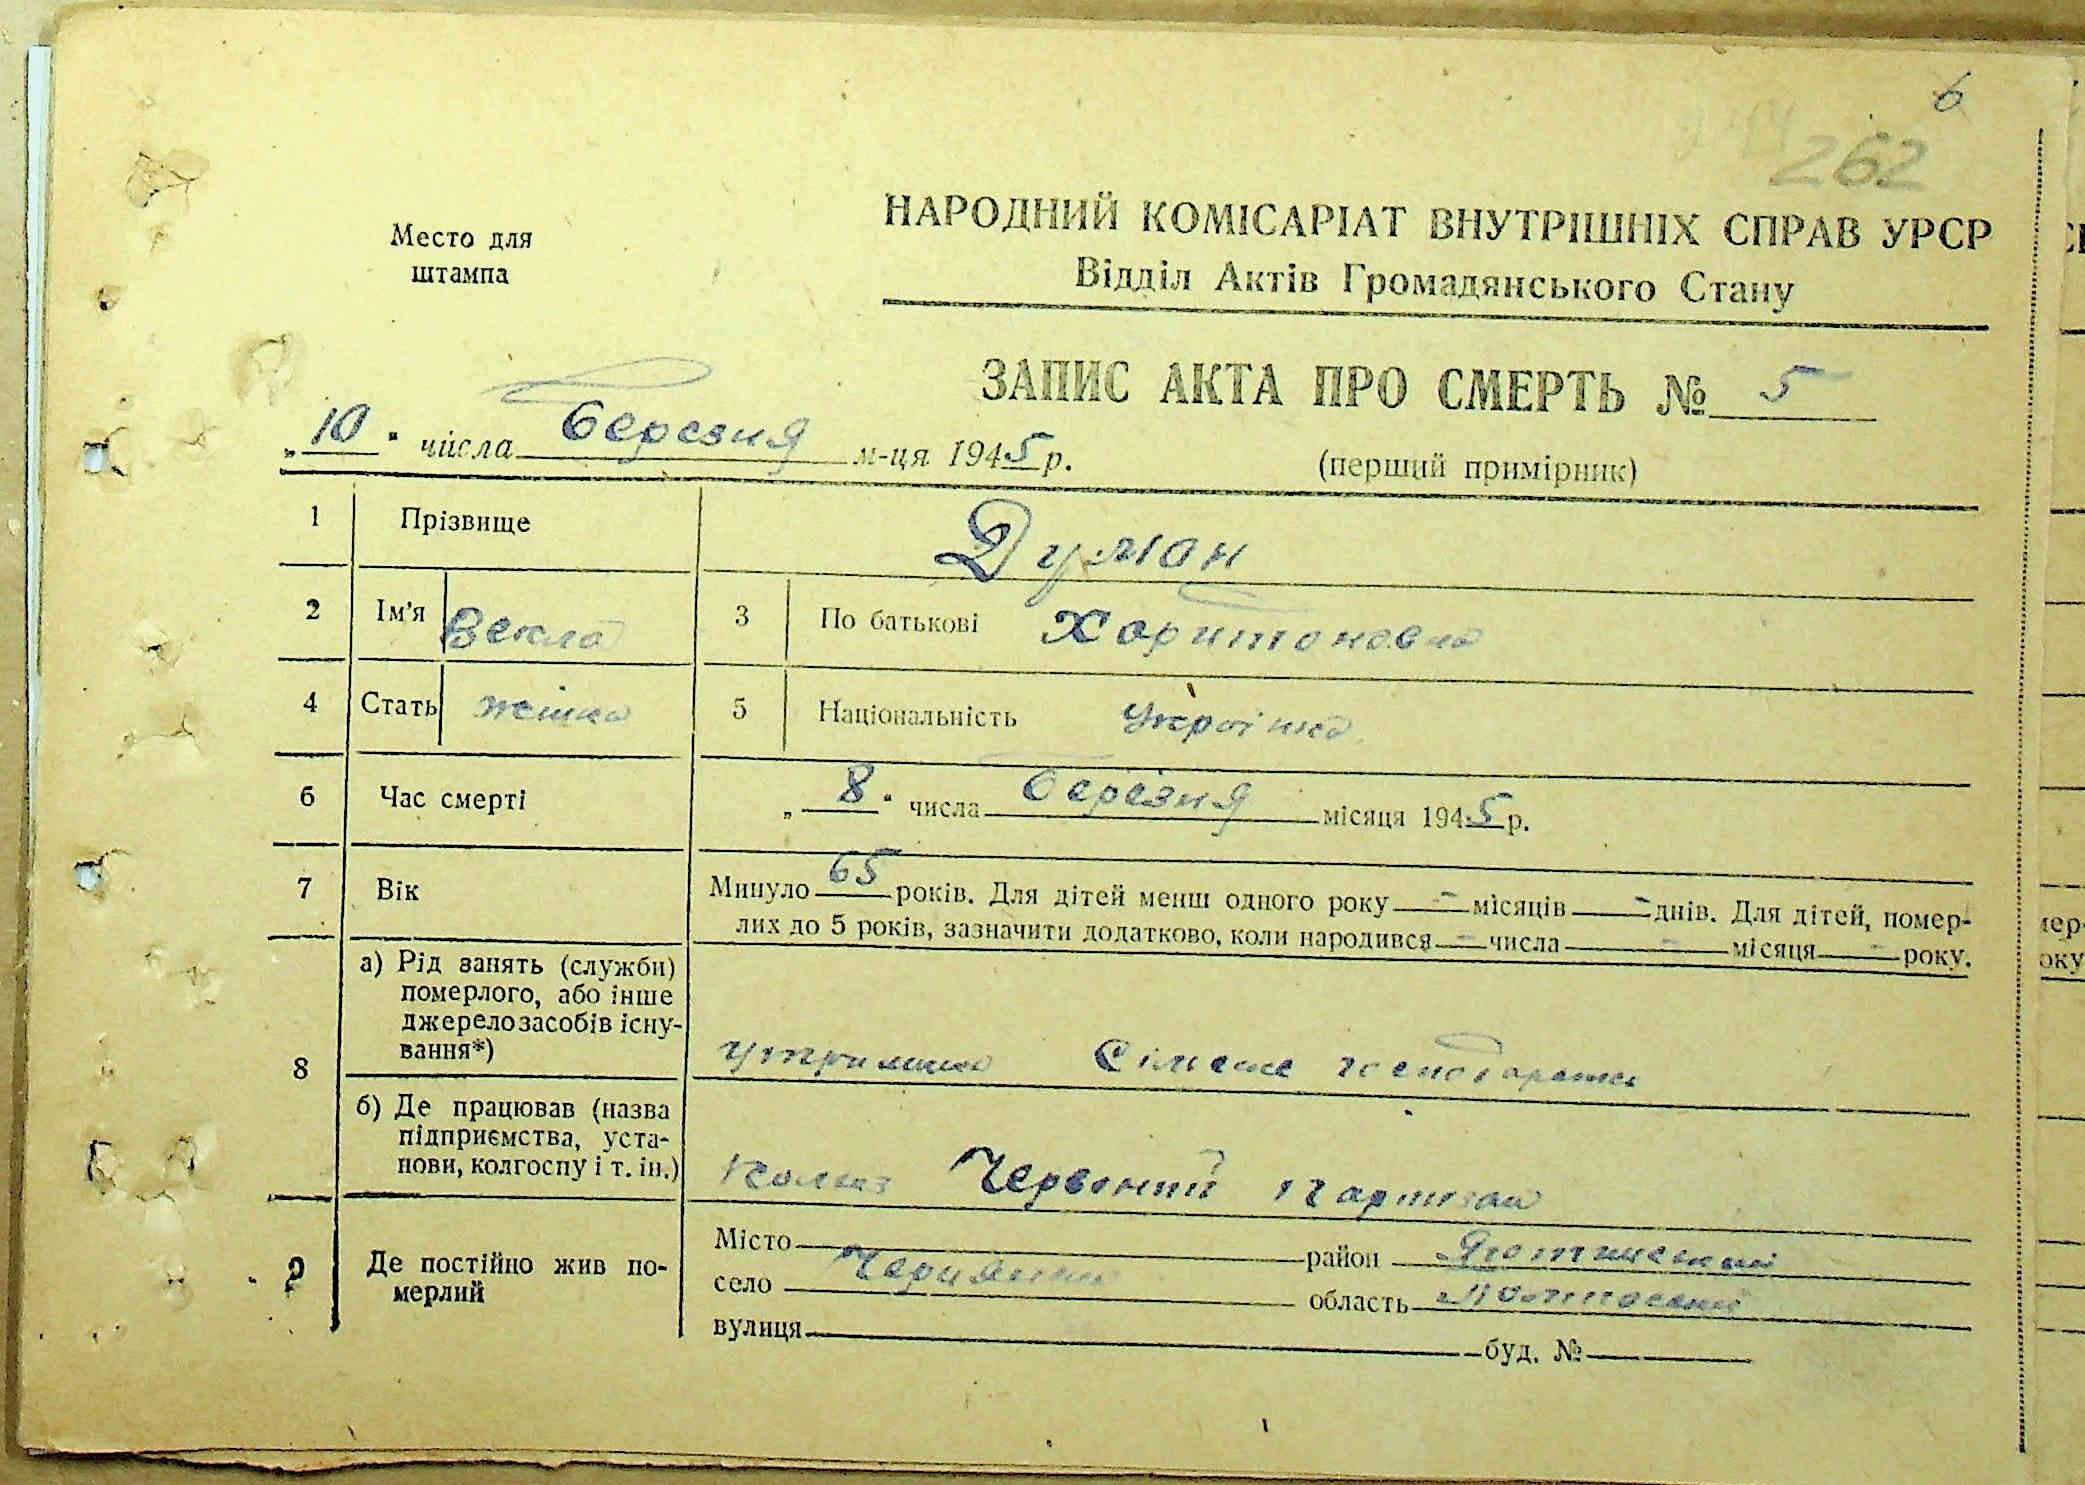 6
262
Место для
штампа
НАРОДНИЙ КОМІСАРІАТ ВНУТРІШНІХ СПРАВ УРСР
Відділ Актів Громадянського Стану
ЗАПИС АКТА ПРО СМЕРТЬ № 5
„10" числа березня м-ця 1945 р.
(перший примірник)
1 Прізвище Думан
2 Ім'я Векла 3 По батькові Харитоновна
4 Стать жінка 5 Національність Українка
6 Час смерті „8" числа березня місяця 1945 р.
7 Вік Минуло 65 років. Для дітей менш одного року - місяців - днів. Для дітей, помер-
лих до 5 років, зазначити додатково, коли народився - числа - місяця - року.
8 а) Рід занять (служби)
померлого, або інше
джерело засобів існу-
вання*) утриманка господарства
б) Де працював (назва
підприємства, уста-
нови, колгоспу і т. ін.) Червоний партизан
9 Де постійно жив по-
мерлий
Місто район Яготинський
село область Полтавська
вулиця буд. №